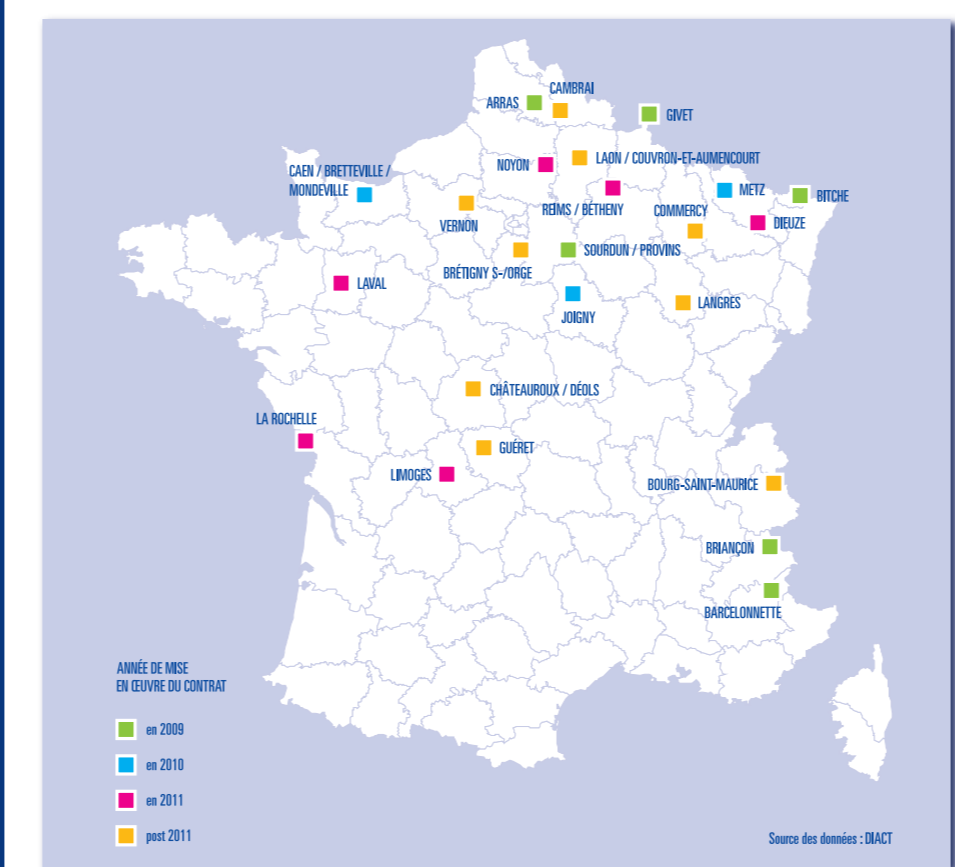 CAMBRAI
ARRAS
GIVET
NOYON
LAON / COUVRON-ET-AUMENCOURT
CAEN / BRETTEVILLE /
MONDEVILLE
METZ
BITCHE
REIMS / BÉTHENY
COMMERCY
DIEUZE
VERNON
SOURDUN / PROVINS
BRÉTIGNY S-/ORGE
LAVAL
JOIGNY
LANGRES
CHÂTEAUROUX / DÉOLS
LA ROCHELLE
GUÉRET
LIMOGES
BOURG-SAINT-MAURICE
BRIANÇON
BARCELONNETTE
ANNÉE DE MISE
EN ŒUVRE DU CONTRAT
en 2009
en 2010
en 2011
post 2011
Source des données : DIACT